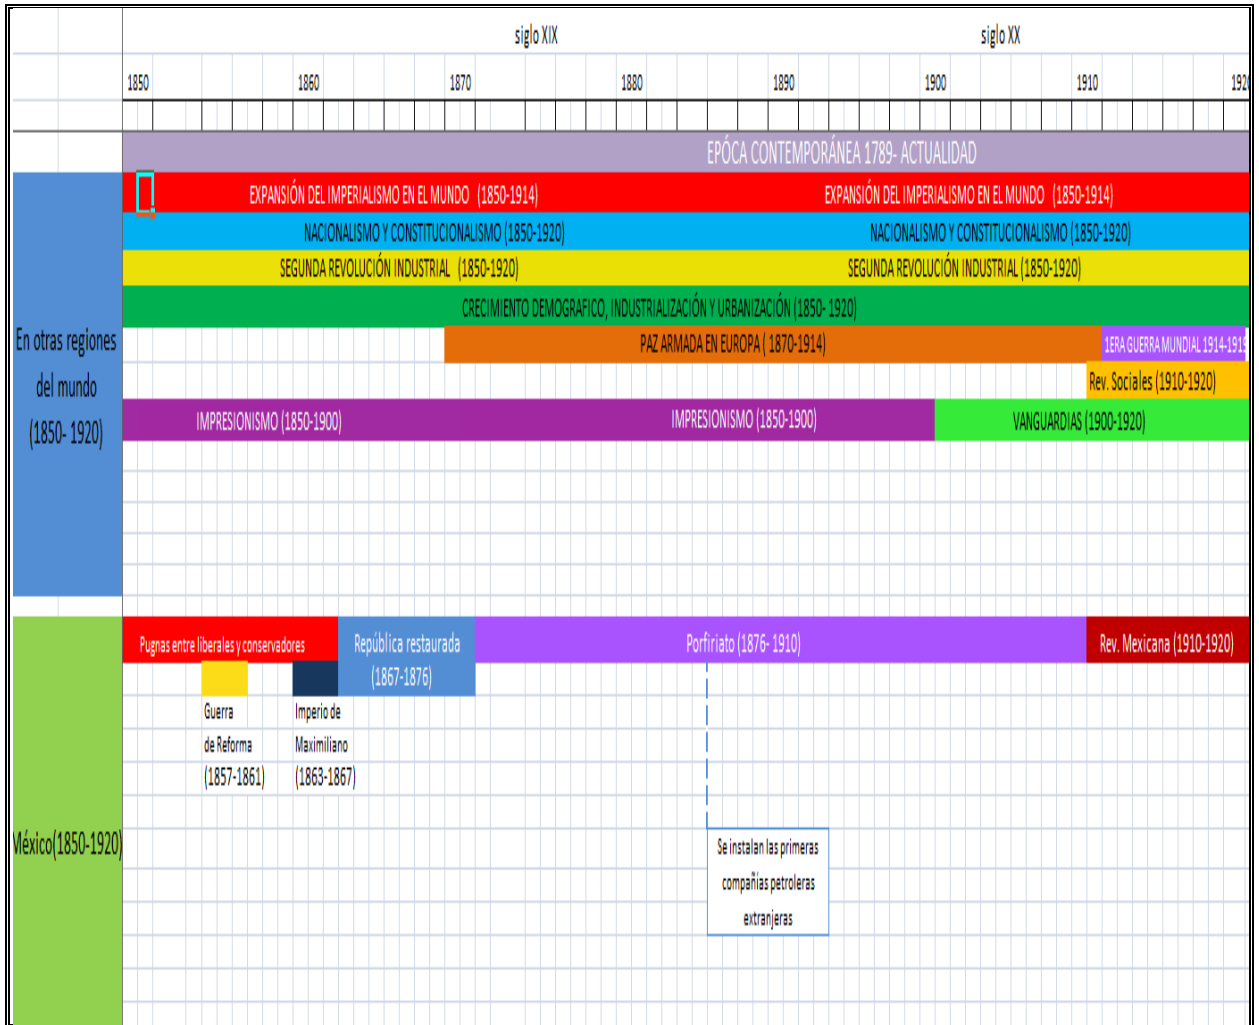 siglo XIX siglo XX
1850 1860 1870 1880 1890 1900 1910 1920
EPÓCA CONTEMPORÁNEA 1789- ACTUALIDAD
EXPANSIÓN DEL IMPERIALISMO EN EL MUNDO (1850-1914) EXPANSIÓN DEL IMPERIALISMO EN EL MUNDO (1850-1914)
NACIONALISMO Y CONSTITUCIONALISMO (1850-1920) NACIONALISMO Y CONSTITUCIONALISMO (1850-1920)
SEGUNDA REVOLUCIÓN INDUSTRIAL (1850-1920) SEGUNDA REVOLUCIÓN INDUSTRIAL (1850-1920)
CRECIMIENTO DEMOGRAFICO, INDUSTRIALIZACIÓN Y URBANIZACIÓN (1850- 1920)
PAZ ARMADA EN EUROPA ( 1870-1914) 1ERA GUERRA MUNDIAL 1914-1919
Rev. Sociales (1910-1920)
IMPRESIONISMO (1850-1900) IMPRESIONISMO (1850-1900) VANGUARDIAS (1900-1920)
En otras regiones
del mundo
(1850- 1920)
Pugnas entre liberales y conservadores
República restaurada
(1867-1876)
Porfiriato (1876- 1910)
Rev. Mexicana (1910-1920)
Guerra
de Reforma
(1857-1861)
Imperio de
Maximiliano
(1863-1867)
México(1850-1920)
Se instalan las primeras
compañías petroleras
extranjeras